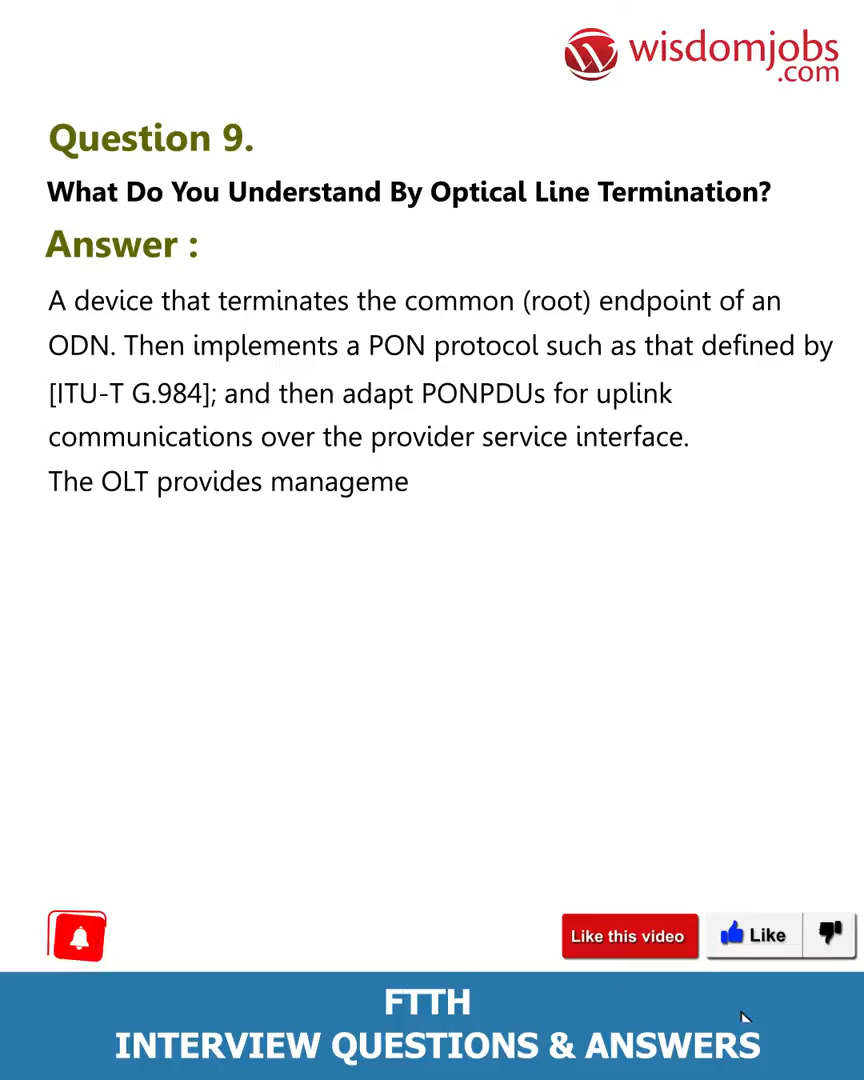 wisdomjobs
.com
Question 9.
What Do You Understand By Optical Line Termination?
Answer :
A device that terminates the common (root) endpoint of an
ODN. Then implements a PON protocol such as that defined by
[ITU-T G.984]; and then adapt PONPDUs for uplink
communications over the provider service interface.
The OLT provides manageme
Like this video
Like
FTTH
INTERVIEW QUESTIONS & ANSWERS